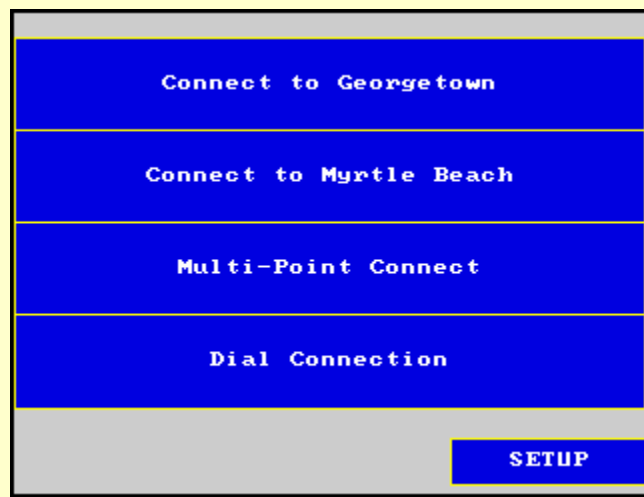 Connect to Georgetown
Connect to Myrtle Beach
Multi-Point Connect
Dial Connection
SETUP